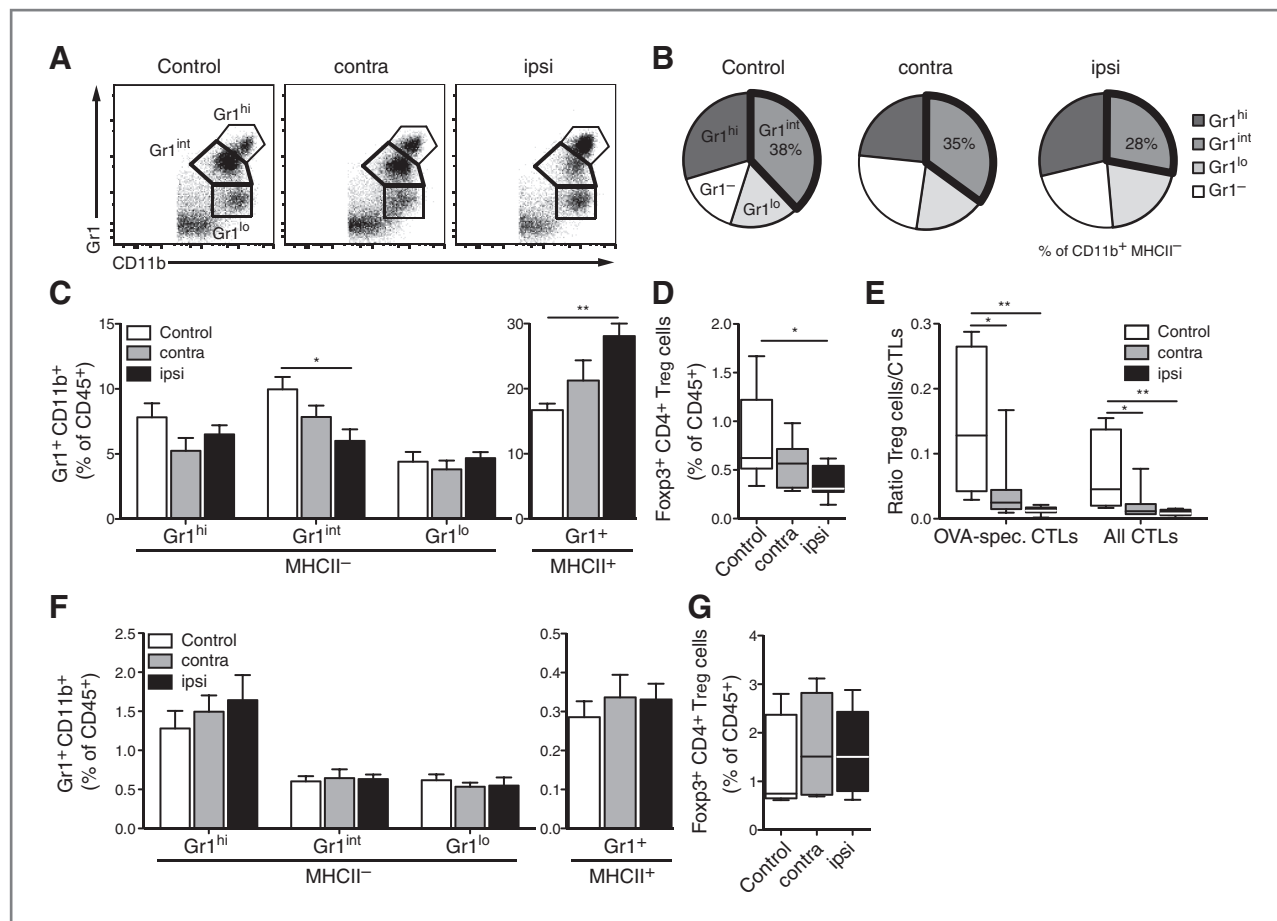 A
Control
contra
ipsi
Gr1hi
Gr1int
Gr1lo
Gr1
CD11b
B
Control
contra
ipsi
Gr1hi
Gr1int
38%
Gr1–
Gr1lo
35%
28%
Gr1hi
Gr1int
Gr1lo
Gr1–
% of CD11b+ MHCII–
C
Gr1+ CD11b+
(% of CD45+)
15
10
5
0
Control
contra
ipsi
*
Gr1hi
Gr1int
Gr1lo
MHCII–
30
20
10
0
**
Gr1+
MHCII+
D
Foxp3+ CD4+ Treg cells
(% of CD45+)
2.0
1.5
1.0
0.5
0.0
*
Control
contra
ipsi
E
Ratio Treg cells/CTLs
0.3
0.2
0.1
0.0
**
*
**
*
Control
contra
ipsi
OVA-spec. CTLs
All CTLs
F
Gr1+ CD11b+
(% of CD45+)
2.5
2.0
1.5
1.0
0.5
0.0
Control
contra
ipsi
Gr1hi
Gr1int
Gr1lo
MHCII–
0.5
0.4
0.3
0.2
0.1
0.0
Gr1+
MHCII+
G
Foxp3+ CD4+ Treg cells
(% of CD45+)
4
3
2
1
0
Control
contra
ipsi